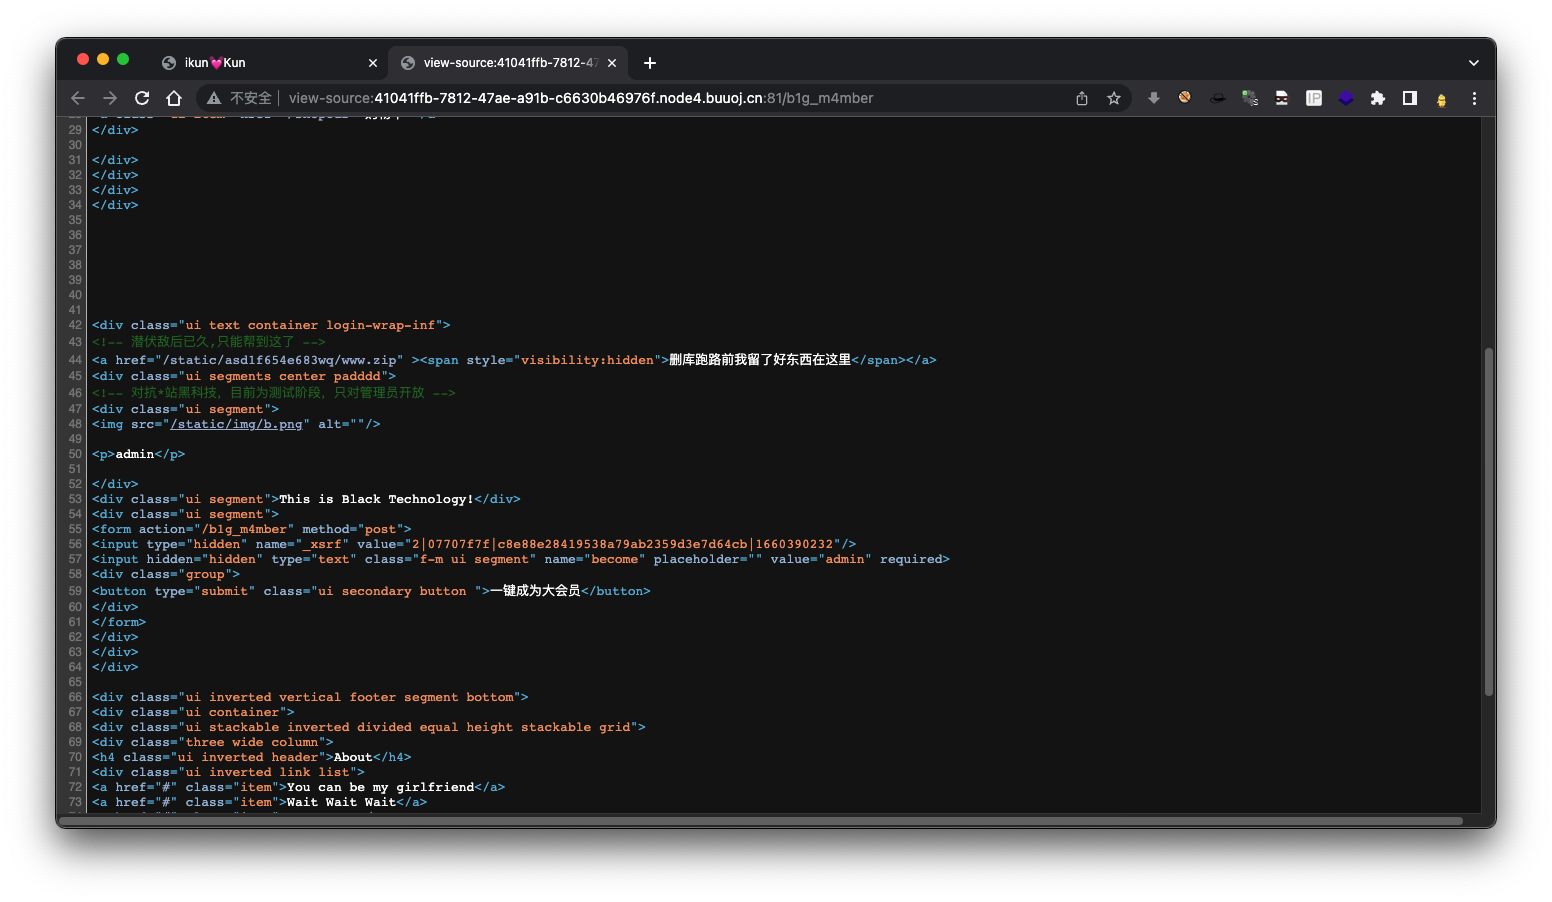 ikun💓Kun
view-source:41041ffb-7812-47
不安全 | view-source:41041ffb-7812-47ae-a91b-c6630b46976f.node4.buuoj.cn:81/b1g_m4mber
29 </div>
30
31 </div>
32 </div>
33 </div>
34 </div>
35
36
37
38
39
40
41
42 <div class="ui text container login-wrap-inf">
43 <!-- 潜伏敌后已久,只能帮到这了 -->
44 <a href="/static/asd1f654e683wq/www.zip" ><span style="visibility:hidden">删库跑路前我留了好东西在这里</span></a>
45 <div class="ui segments center padddd">
46 <!-- 对抗*站黑科技，目前为测试阶段，只对管理员开放 -->
47 <div class="ui segment">
48 <img src="/static/img/b.png" alt=""/>
49
50 <p>admin</p>
51
52 </div>
53 <div class="ui segment">This is Black Technology!</div>
54 <div class="ui segment">
55 <form action="/b1g_m4mber" method="post">
56 <input type="hidden" name="_xsrf" value="2|07707f7f|c8e88e28419538a79ab2359d3e7d64cb|1660390232"/>
57 <input hidden="hidden" type="text" class="f-m ui segment" name="become" placeholder="" value="admin" required>
58 <div class="group">
59 <button type="submit" class="ui secondary button ">一键成为大会员</button>
60 </div>
61 </form>
62 </div>
63 </div>
64 </div>
65
66 <div class="ui inverted vertical footer segment bottom">
67 <div class="ui container">
68 <div class="ui stackable inverted divided equal height stackable grid">
69 <div class="three wide column">
70 <h4 class="ui inverted header">About</h4>
71 <div class="ui inverted link list">
72 <a href="#" class="item">You can be my girlfriend</a>
73 <a href="#" class="item">Wait Wait Wait</a>